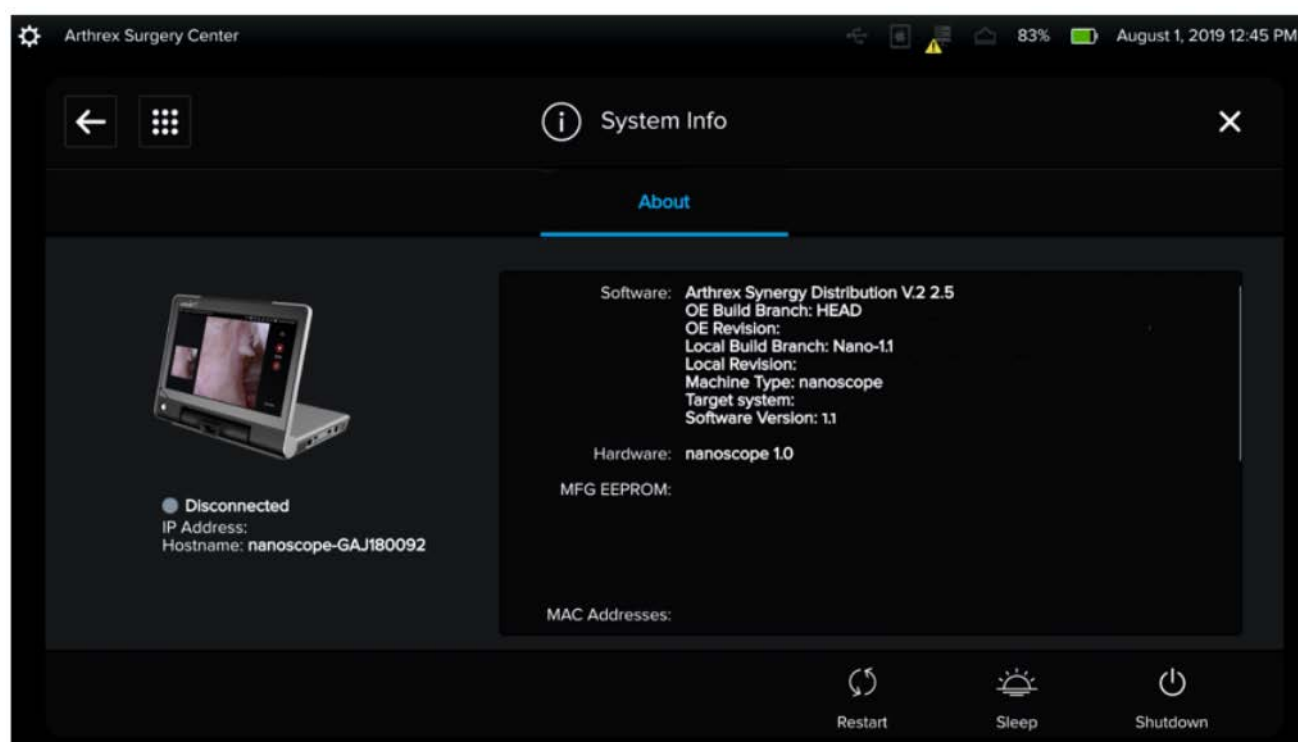 Arthrex Surgery Center
83%
August 1, 2019 12:45 PM
System Info
About
Software: Arthrex Synergy Distribution V.2 2.5
OE Build Branch: HEAD
OE Revision:
Local Build Branch: Nano-1.1
Local Revision:
Machine Type: nanoscope
Target system:
Software Version: 1.1
Hardware: nanoscope 1.0
MFG EEPROM:
MAC Addresses:
Disconnected
IP Address:
Hostname: nanoscope-GAJ180092
Restart
Sleep
Shutdown